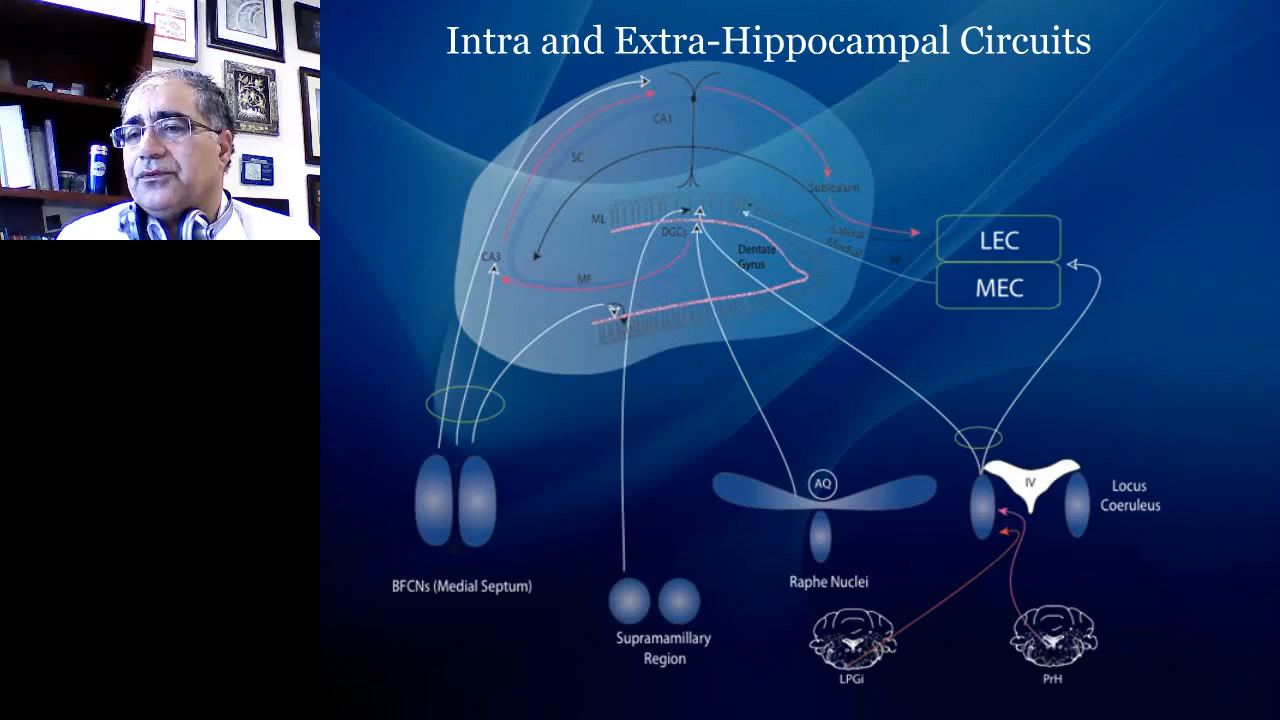 Intra and Extra-Hippocampal Circuits
CA1
SC
Subiculum
ML
DGCs
Lateral
Medial
Dentate
Gyrus
PP
CA3
MF
LEC
MEC
AQ
IV
Locus
Coeruleus
BFCNs (Medial Septum)
Raphe Nuclei
Supramamillary
Region
LPGi
PrH